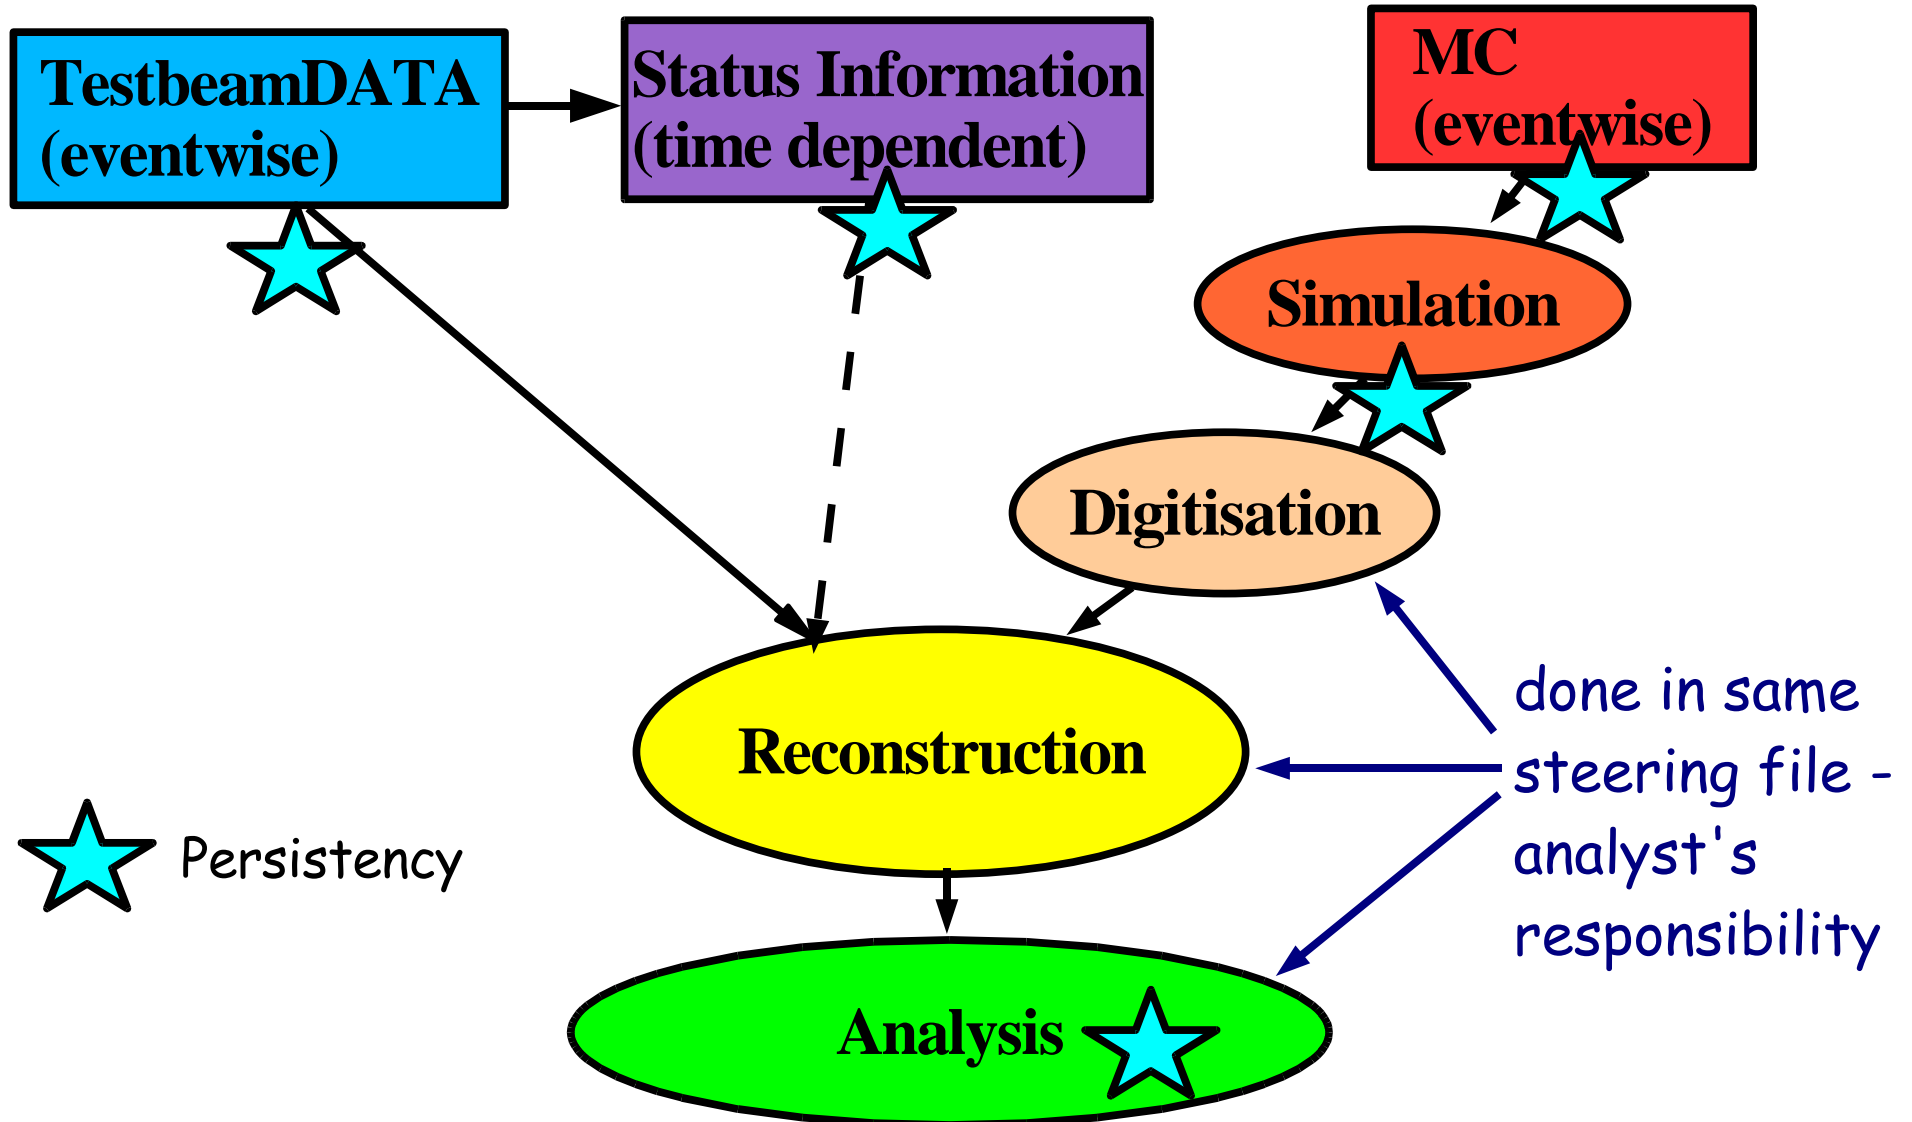 TestbeamDATA
(eventwise)
Status Information
(time dependent)
MC
(eventwise)
Simulation
Digitisation
Reconstruction
done in same
steering file -
analyst's
responsibility
Persistency
Analysis